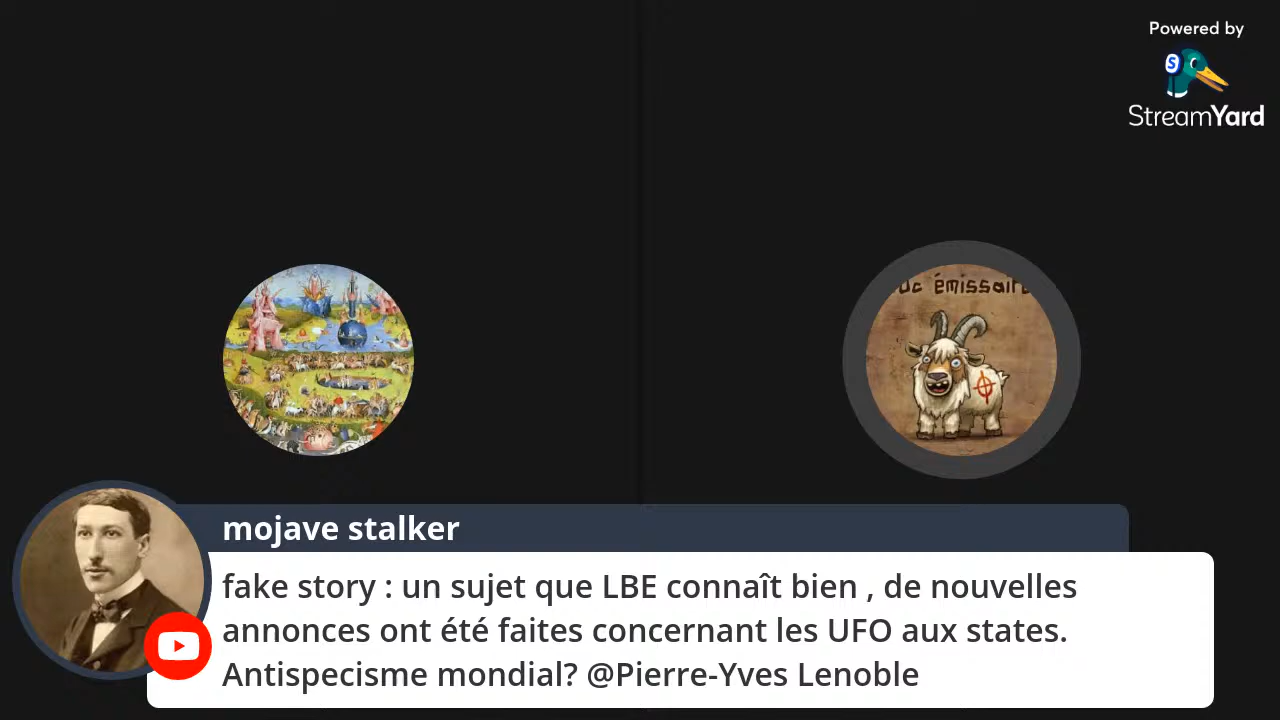 Powered by
StreamYard
émissaire
mojave stalker
fake story : un sujet que LBE connaît bien , de nouvelles
annonces ont été faites concernant les UFO aux states.
Antispecisme mondial? @Pierre-Yves Lenoble